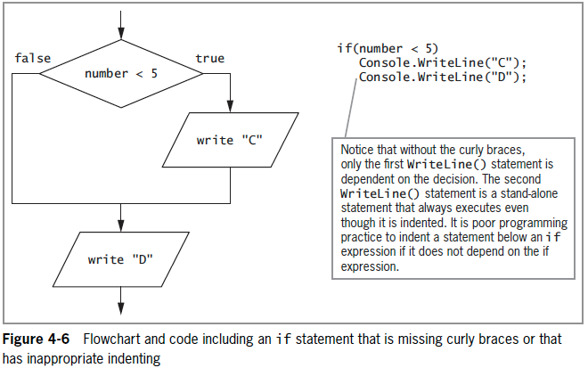 false
true
number < 5
write "C"
write "D"
if(number < 5)
Console.WriteLine("C");
Console.WriteLine("D");
Notice that without the curly braces,
only the first WriteLine() statement is
dependent on the decision. The second
WriteLine() statement is a stand-alone
statement that always executes even
though it is indented. It is poor programming
practice to indent a statement below an if
expression if it does not depend on the if
expression.
Figure 4-6 Flowchart and code including an if statement that is missing curly braces or that
has inappropriate indenting